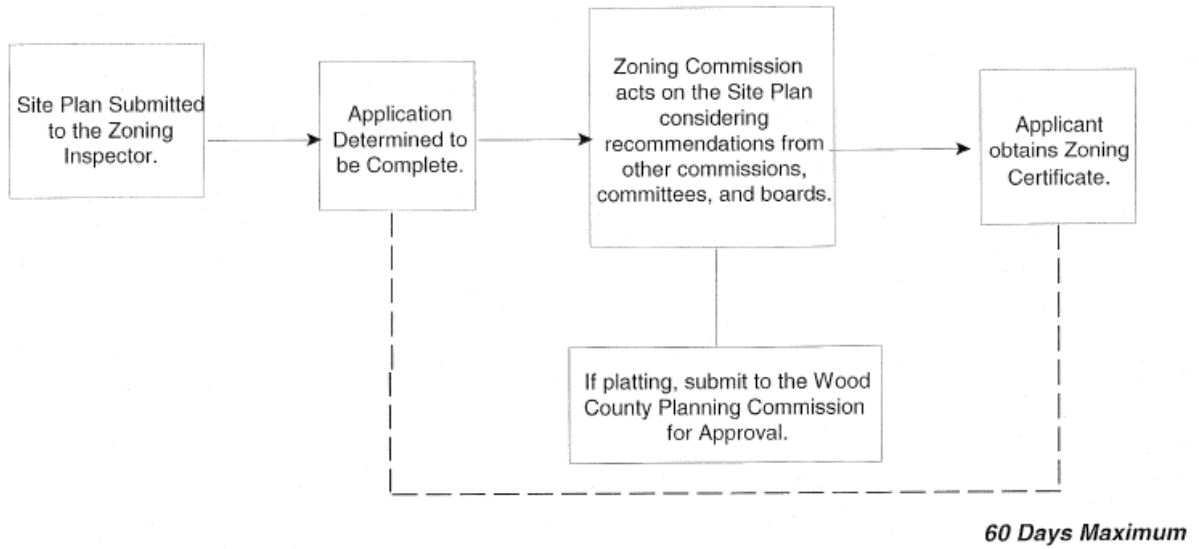 Site Plan Submitted
to the Zoning
Inspector.
Application
Determined to
be Complete.
Zoning Commission
acts on the Site Plan
considering
recommendations from
other commissions,
committees, and boards.
Applicant
obtains Zoning
Certificate.
If platting, submit to the Wood
County Planning Commission
for Approval.
60 Days Maximum